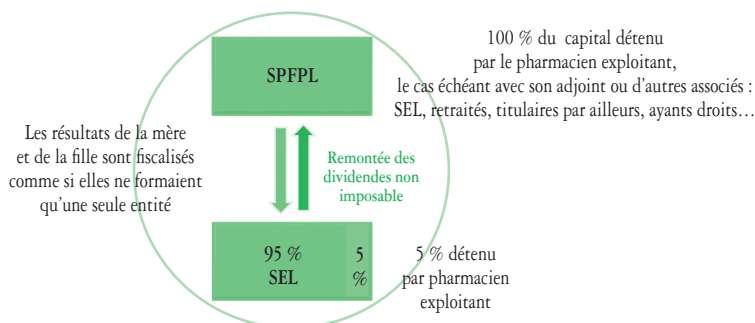 100 % du capital détenu
par le pharmacien exploitant,
le cas échéant avec son adjoint ou d'autres associés :
SEL, retraités, titulaires par ailleurs, ayants droits…
SPFPL
Les résultats de la mère
et de la fille sont fiscalisés
comme si elles ne formaient
qu'une seule entité
Remontée des
dividendes non
imposable
95 %
SEL
5
%
5 % détenu
par pharmacien
exploitant